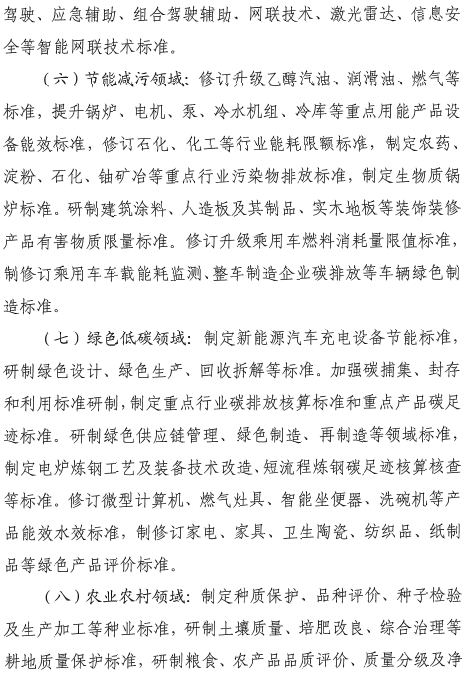 驾驶、应急辅助、组合驾驶辅助、网联技术、激光雷达、信息安
全等智能网联技术标准。
（六）节能减污领域：修订升级乙醇汽油、润滑油、燃气等
标准，提升锅炉、电机、泵、冷水机组、冷库等重点用能产品设
备能效标准，修订石化、化工等行业能耗限额标准，制定农药、
淀粉、石化、铀矿冶等重点行业污染物排放标准，制定生物质锅
炉标准。研制建筑涂料、人造板及其制品、实木地板等装饰装修
产品有害物质限量标准。修订升级乘用车燃料消耗量限值标准，
制修订乘用车车载能耗监测、整车制造企业碳排放等车辆绿色制
造标准。
（七）绿色低碳领域：制定新能源汽车充电设备节能标准，
研制绿色设计、绿色生产、回收拆解等标准。加强碳捕集、封存
和利用标准研制，制定重点行业碳排放核算标准和重点产品碳足
迹标准。研制绿色供应链管理、绿色制造、再制造等领域标准，
制定电炉炼钢工艺及装备技术改造、短流程炼钢碳足迹核算核查
等标准。修订微型计算机、燃气灶具、智能坐便器、洗碗机等产
品能效水效标准，制修订家电、家具、卫生陶瓷、纺织品、纸制
品等绿色产品评价标准。
（八）农业农村领域：制定种质保护、品种评价、种子检验
及生产加工等种业标准，研制土壤质量、培肥改良、综合治理等
耕地质量保护标准，研制粮食、农产品品质评价、质量分级及净